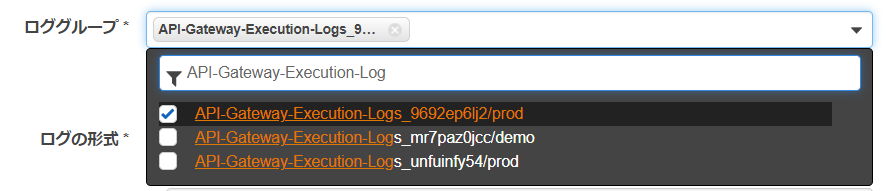 ロググループ *
API-Gateway-Execution-Logs_9...
API-Gateway-Execution-Log
API-Gateway-Execution-Logs_9692ep6lj2/prod
ログの形式 *
API-Gateway-Execution-Logs_mr7paz0jcc/demo
API-Gateway-Execution-Logs_unfuinfy54/prod